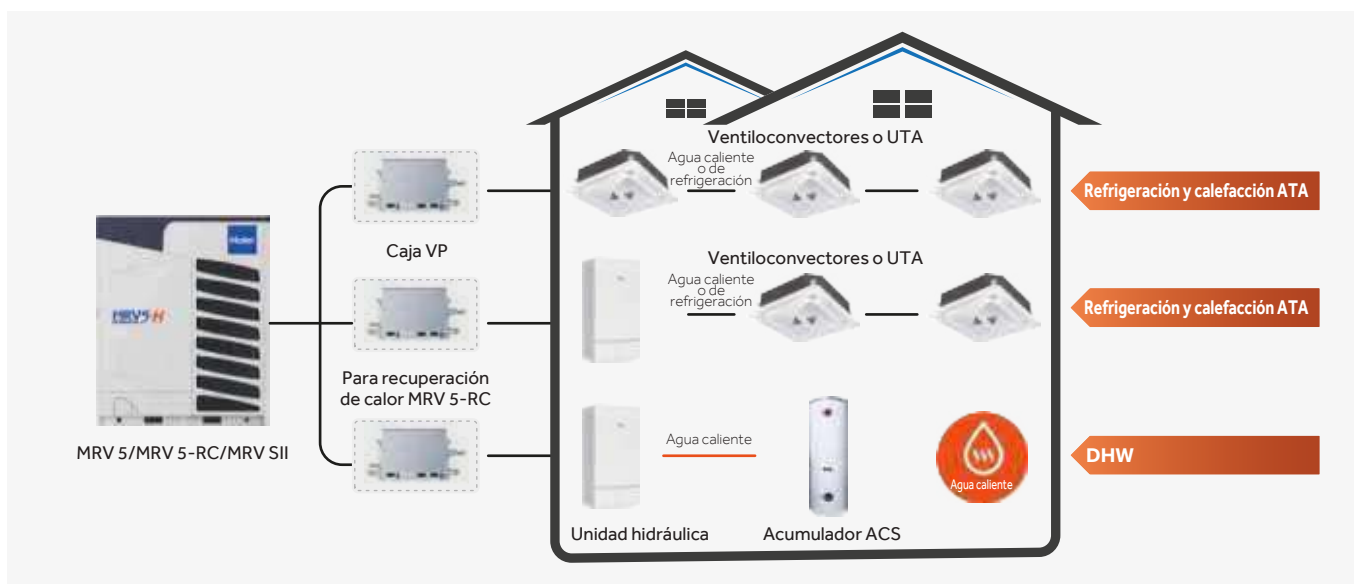 Ventiloconvectores o UTA
Agua caliente
o de
refrigeración
Refrigeración y calefacción ATA
Caja VP
Haier
MRV5-H
Ventiloconvectores o UTA
Agua caliente
o de
refrigeración
Refrigeración y calefacción ATA
Para recuperación
de calor MRV 5-RC
MRV 5/MRV 5-RC/MRV SII
Agua caliente
Agua caliente
DHW
Unidad hidráulica
Acumulador ACS